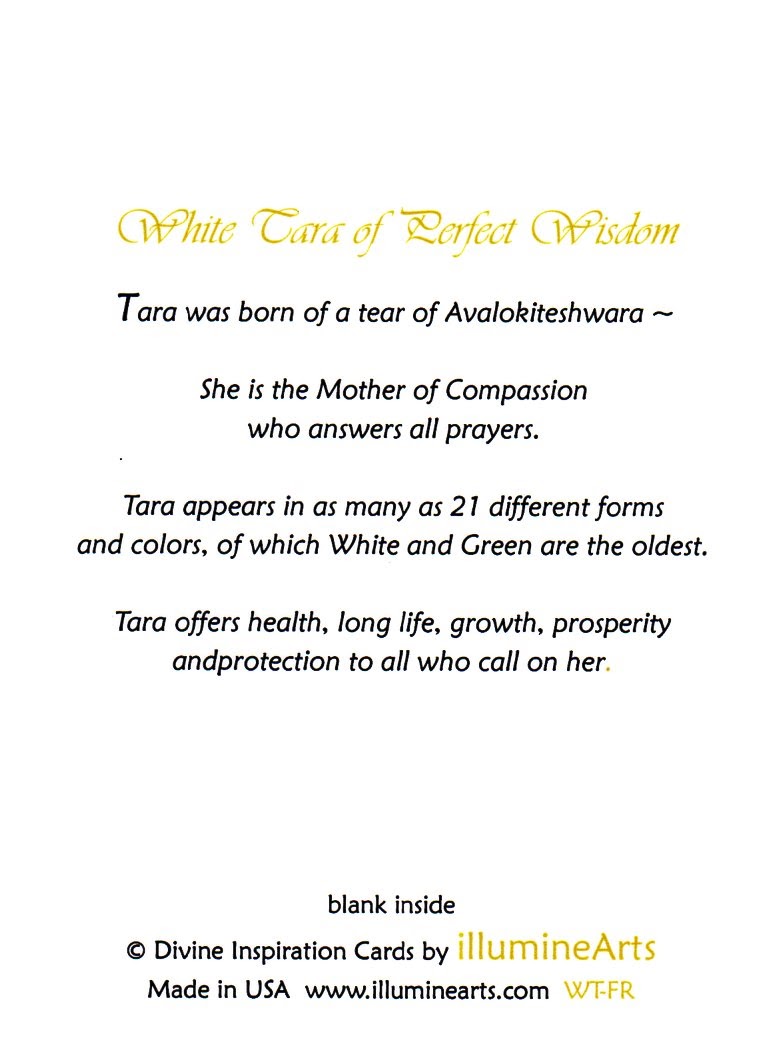 White Tara of Perfect Wisdom
Tara was born of a tear of Avalokiteshwara ~
She is the Mother of Compassion
who answers all prayers.
Tara appears in as many as 21 different forms
and colors, of which White and Green are the oldest.
Tara offers health, long life, growth, prosperity
andprotection to all who call on her.
blank inside
© Divine Inspiration Cards by illumineArts
Made in USA www.illuminearts.com WT-FR